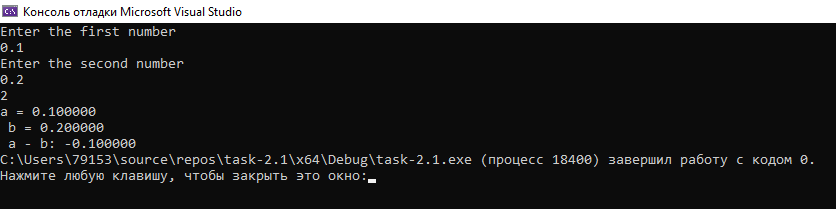 Консоль отладки Microsoft Visual Studio
Enter the first number
0.1
Enter the second number
0.2
2
a = 0.100000
 b = 0.200000
 a - b: -0.100000
C:\Users\79153\source\repos\task-2.1\x64\Debug\task-2.1.exe (процесс 18400) завершил работу с кодом 0.
Нажмите любую клавишу, чтобы закрыть это окно: